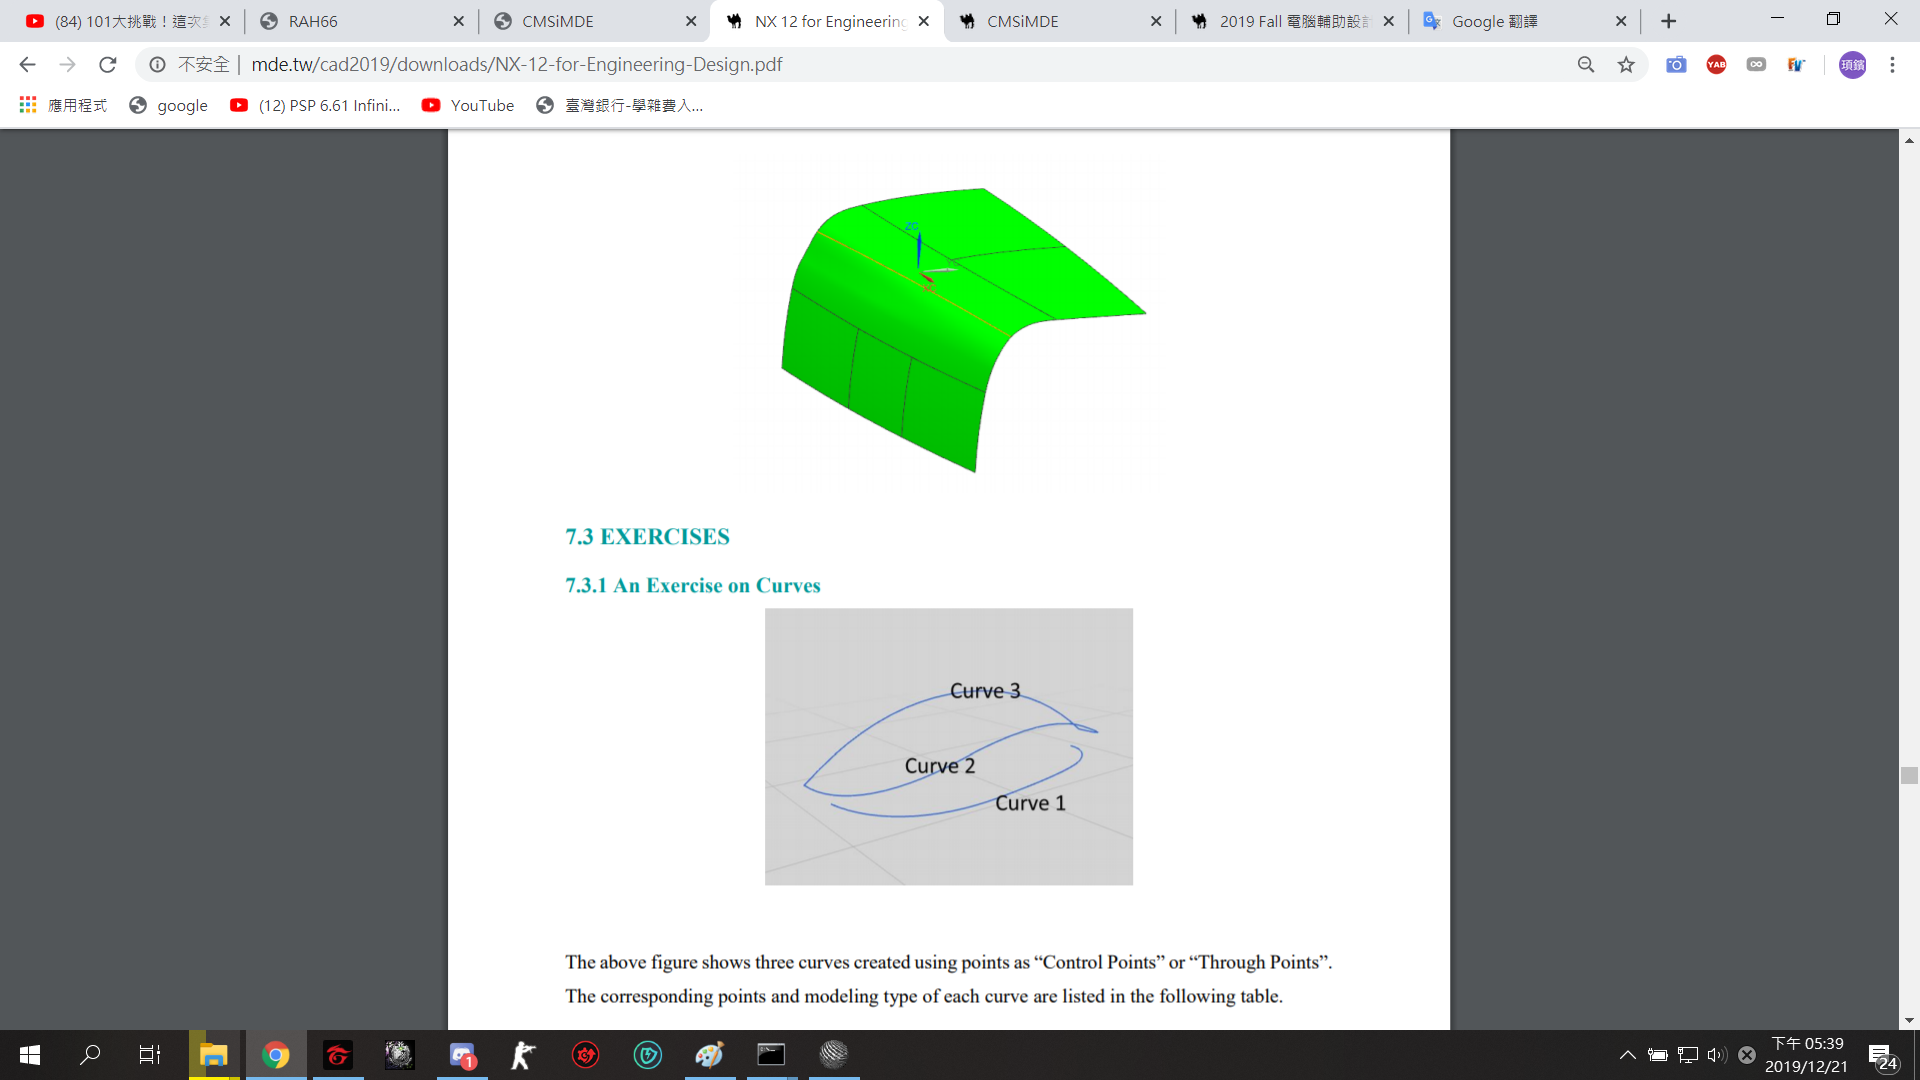 (84) 101大挑戰！這次
RAH66
CMSiMDE
NX 12 for Engineering
CMSiMDE
2019 Fall 電腦輔助設
Google 翻譯
不安全 | mde.tw/cad2019/downloads/NX-12-for-Engineering-Design.pdf
YAB
頊鑌
應用程式
google
(12) PSP 6.61 Infini...
YouTube
臺灣銀行-學雜費入...
ZC
7.3 EXERCISES
7.3.1 An Exercise on Curves
Curve 3
Curve 2
Curve 1
The above figure shows three curves created using points as “Control Points” or “Through Points”.
The corresponding points and modeling type of each curve are listed in the following table.
1
下午 05:39
2019/12/21
24